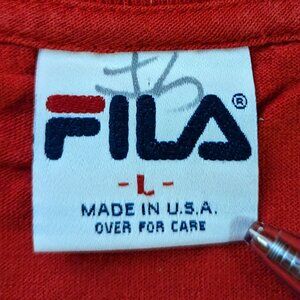 FILA®
- L -
MADE IN U.S.A.
OVER FOR CARE